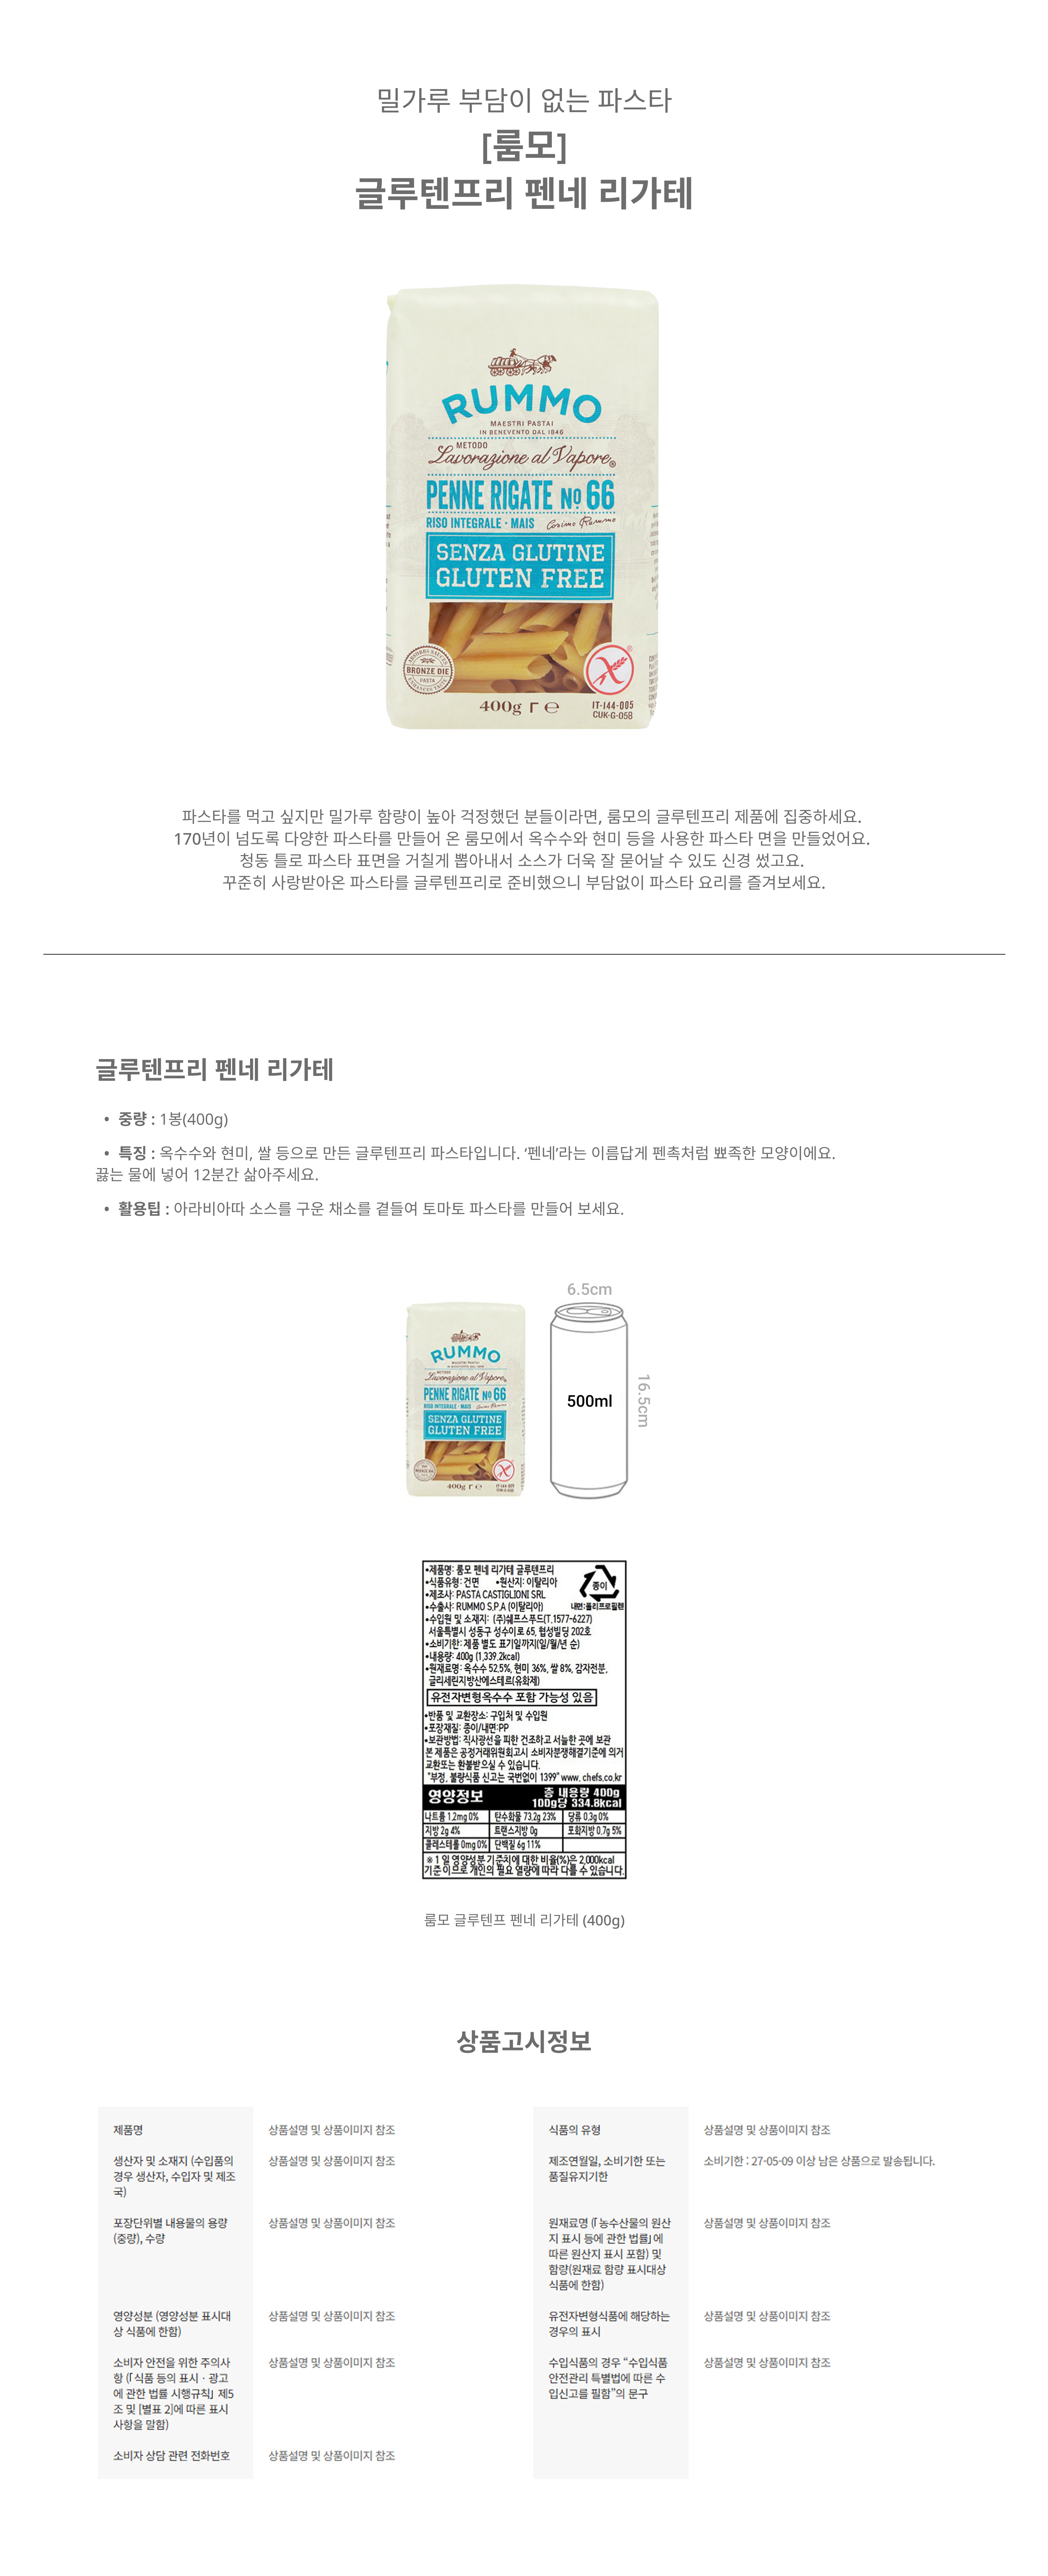 밀가루 부담이 없는 파스타
[룸모]
글루텐프리 펜네 리가테
RUMMO
MAESTRI PASTAI
IN BENEVENTO DAL 1846
METODO
Lavorazione al Vapore®
PENNE RIGATE No 66
RISO INTEGRALE · MAIS Cosimo Rummo
SENZA GLUTINE
GLUTEN FREE
BRONZE DIE
PASTA
400g r e
IT-144-005
CUK-G-058
파스타를 먹고 싶지만 밀가루 함량이 높아 걱정했던 분들이라면, 룸모의 글루텐프리 제품에 집중하세요.
170년이 넘도록 다양한 파스타를 만들어 온 룸모에서 옥수수와 현미 등을 사용한 파스타 면을 만들었어요.
청동 틀로 파스타 표면을 거칠게 뽑아내서 소스가 더욱 잘 묻어날 수 있도 신경 썼고요.
꾸준히 사랑받아온 파스타를 글루텐프리로 준비했으니 부담없이 파스타 요리를 즐겨보세요.
글루텐프리 펜네 리가테
• 중량 : 1봉(400g)
• 특징 : 옥수수와 현미, 쌀 등으로 만든 글루텐프리 파스타입니다. ‘펜네’라는 이름답게 펜촉처럼 뾰족한 모양이에요.
끓는 물에 넣어 12분간 삶아주세요.
• 활용팁 : 아라비아따 소스를 구운 채소를 곁들여 토마토 파스타를 만들어 보세요.
6.5cm
RUMMO
Lavorazione al Vapore
PENNE RIGATE No 66
RISO INTEGRALE · MAIS
SENZA GLUTINE
GLUTEN FREE
400g r e
500ml
16.5cm
•제품명: 룸모 펜네 리가테 글루텐프리
•식품유형: 건면 •원산지: 이탈리아
•제조사: PASTA CASTIGLIONI SRL
•수출사: RUMMO S.P.A (이탈리아)
종이
내면:폴리프로필렌
•수입원 및 소재지: (주)쉐프스푸드(T.1577-6227)
서울특별시 성동구 성수이로 65, 협성빌딩 202호
•소비기한: 제품 별도 표기일까지(일/월/년 순)
•내용량: 400g (1,339.2kcal)
•원재료명: 옥수수 52.5%, 현미 36%, 쌀 8%, 감자전분,
글리세린지방산에스테르(유화제)
유전자변형옥수수 포함 가능성 있음
•반품 및 교환장소: 구입처 및 수입원
•포장재질: 종이/내면:PP
•보관방법: 직사광선을 피한 건조하고 서늘한 곳에 보관
본 제품은 공정거래위원회고시 소비자분쟁해결기준에 의거
교환또는 환불받으실 수 있습니다.
"부정, 불량식품 신고는 국번없이 1399" www. chefs.co.kr
영양정보 총 내용량 400g
100g당 334.8kcal
나트륨 1.2mg 0% 탄수화물 73.2g 23% 당류 0.3g 0%
지방 2g 4% 트랜스지방 0g 포화지방 0.7g 5%
콜레스테롤 0mg 0% 단백질 6g 11%
※ 1 일 영양성분 기준치에 대한 비율(%)은 2,000kcal
기준 이므로 개인의 필요 열량에 따라 다를 수 있습니다.
룸모 글루텐프 펜네 리가테 (400g)
상품고시정보
제품명 상품설명 및 상품이미지 참조
식품의 유형 상품설명 및 상품이미지 참조
생산자 및 소재지 (수입품의 상품설명 및 상품이미지 참조
경우 생산자, 수입자 및 제조
국)
제조연월일, 소비기한 또는 소비기한 : 27-05-09 이상 남은 상품으로 발송됩니다.
품질유지기한
포장단위별 내용물의 용량 상품설명 및 상품이미지 참조
(중량), 수량
원재료명 (「농수산물의 원산 상품설명 및 상품이미지 참조
지 표시 등에 관한 법률」에
따른 원산지 표시 포함) 및
함량(원재료 함량 표시대상
식품에 한함)
영양성분 (영양성분 표시대 상품설명 및 상품이미지 참조
상 식품에 한함)
유전자변형식품에 해당하는 상품설명 및 상품이미지 참조
경우의 표시
소비자 안전을 위한 주의사 상품설명 및 상품이미지 참조
항 (「식품 등의 표시ㆍ광고
에 관한 법률 시행규칙」 제5
조 및 [별표 2]에 따른 표시
사항을 말함)
수입식품의 경우 “수입식품 상품설명 및 상품이미지 참조
안전관리 특별법에 따른 수
입신고를 필함”의 문구
소비자 상담 관련 전화번호 상품설명 및 상품이미지 참조